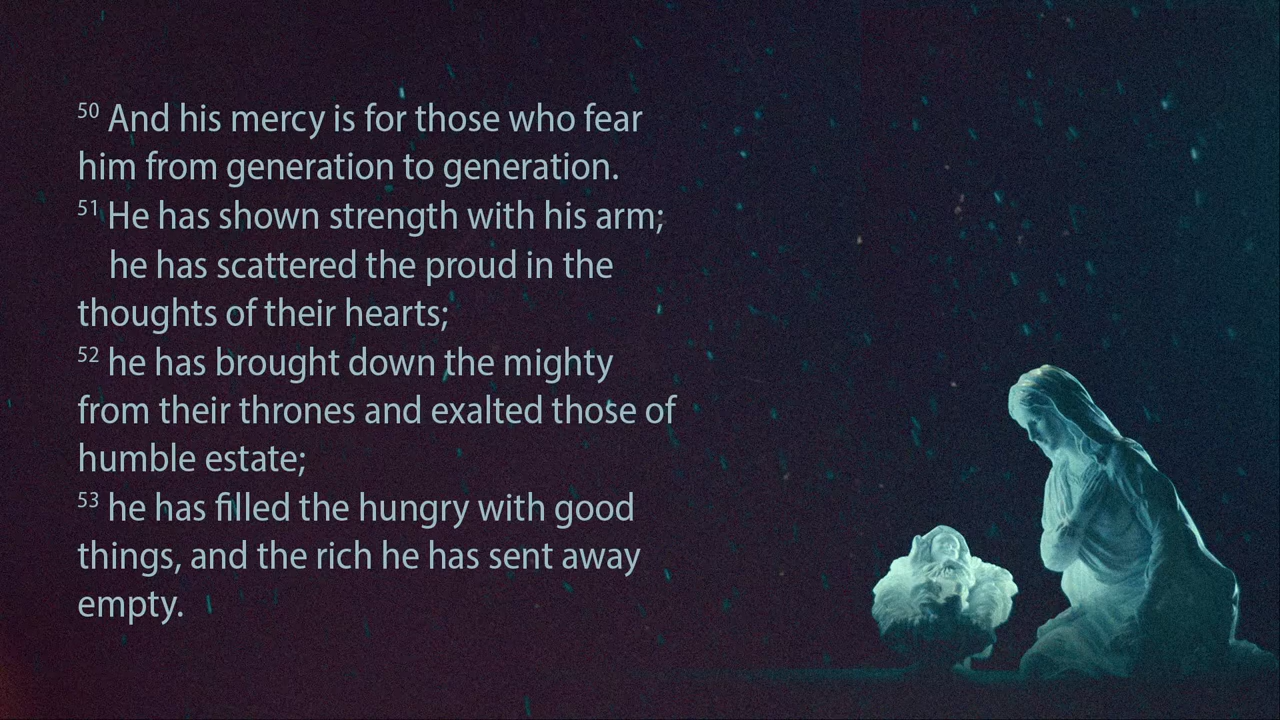 50 And his mercy is for those who fear
him from generation to generation.
51 He has shown strength with his arm;
he has scattered the proud in the
thoughts of their hearts;
52 he has brought down the mighty
from their thrones and exalted those of
humble estate;
53 he has filled the hungry with good
things, and the rich he has sent away
empty.